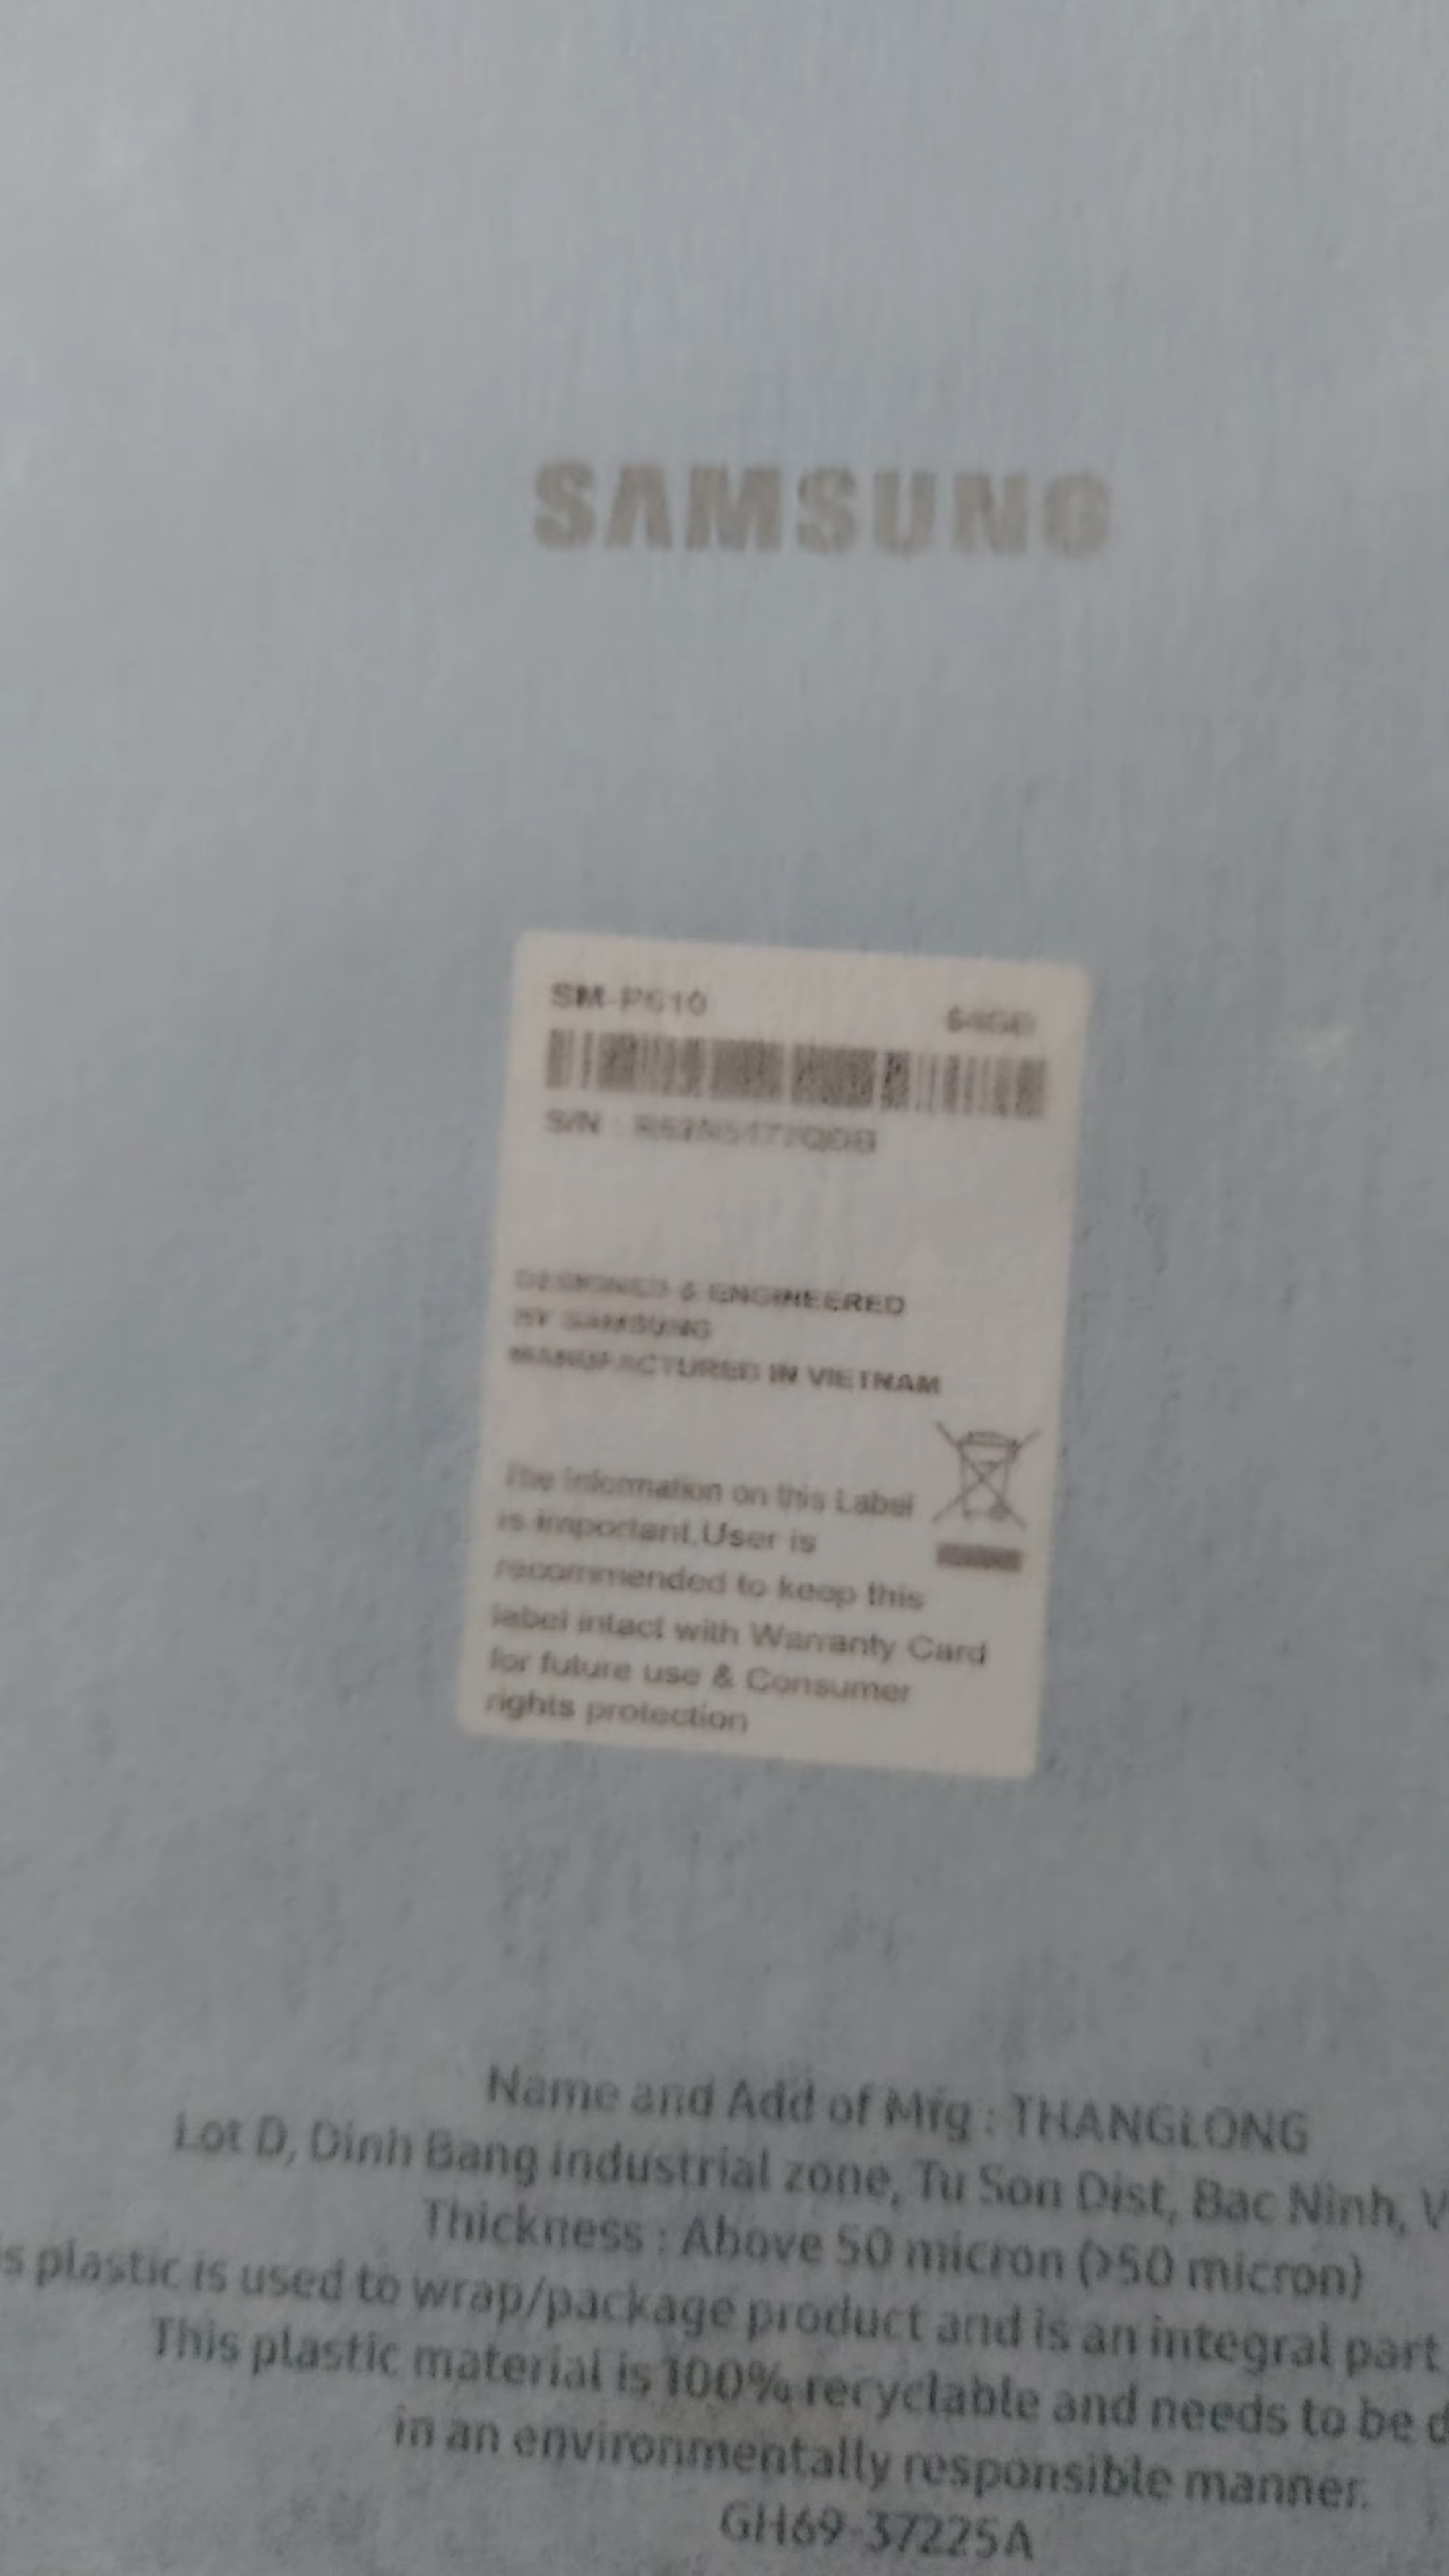 SAMSUNG
SM-P610 64GB
S/N :
DESIGNED & ENGINEERED
BY SAMSUNG
MANUFACTURED IN VIETNAM
The Information on this Label
is important.User is
recommended to keep this
label intact with Warranty Card
for future use & Consumer
rights protection
Name and Add of Mfg : THANGLONG
Lot D, Dinh Bang industrial zone, Tu Son Dist, Bac Ninh, V
Thickness : Above 50 micron (>50 micron)
s plastic is used to wrap/package product and is an integral part
This plastic material is 100% recyclable and needs to be d
in an environmentally responsible manner.
GH69-37225A